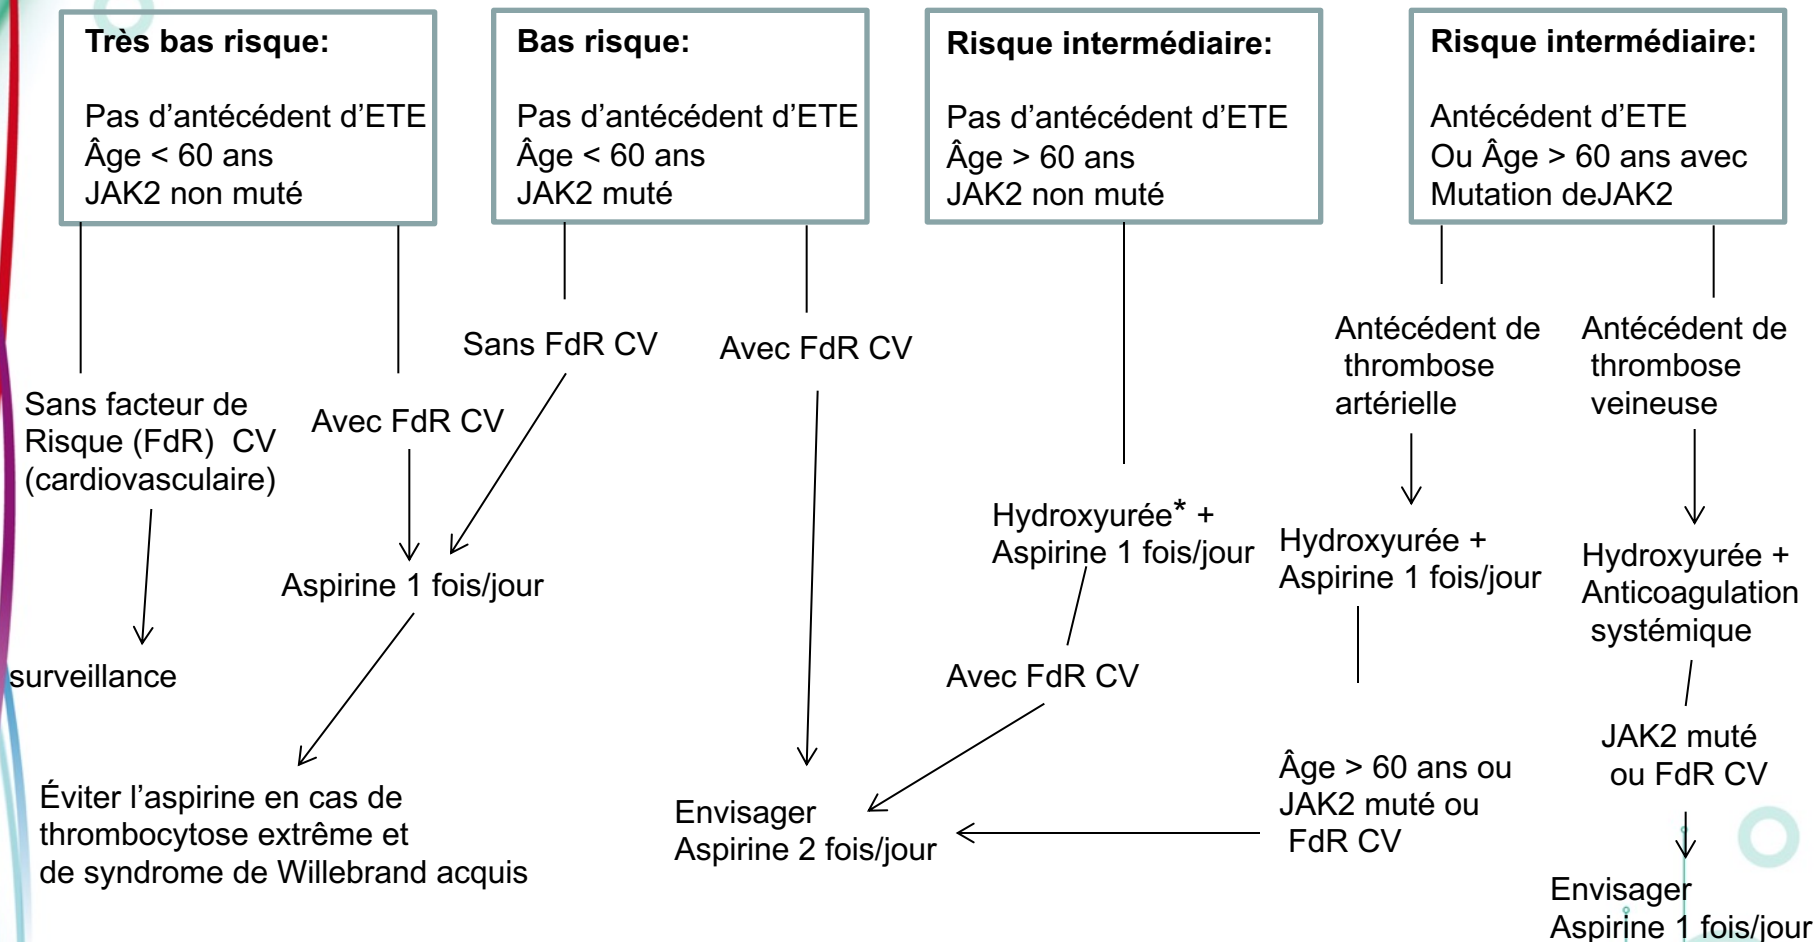 Très bas risque:
Pas d’antécédent d’ETE
Âge < 60 ans
JAK2 non muté
Bas risque:
Pas d’antécédent d’ETE
Âge < 60 ans
JAK2 muté
Risque intermédiaire:
Pas d’antécédent d’ETE
Âge > 60 ans
JAK2 non muté
Risque intermédiaire:
Antécédent d’ETE
Ou Âge > 60 ans avec
Mutation deJAK2
Sans facteur de
Risque (FdR) CV
(cardiovasculaire)
Avec FdR CV
Sans FdR CV
Avec FdR CV
Antécédent de
thrombose
artérielle
Antécédent de
thrombose
veineuse
surveillance
Aspirine 1 fois/jour
Hydroxyurée* +
Aspirine 1 fois/jour
Hydroxyurée +
Aspirine 1 fois/jour
Hydroxyurée +
Anticoagulation
systémique
Avec FdR CV
Éviter l’aspirine en cas de
thrombocytose extrême et
de syndrome de Willebrand acquis
Envisager
Aspirine 2 fois/jour
Âge > 60 ans ou
JAK2 muté ou
FdR CV
JAK2 muté
ou FdR CV
Envisager
Aspirine 1 fois/jour